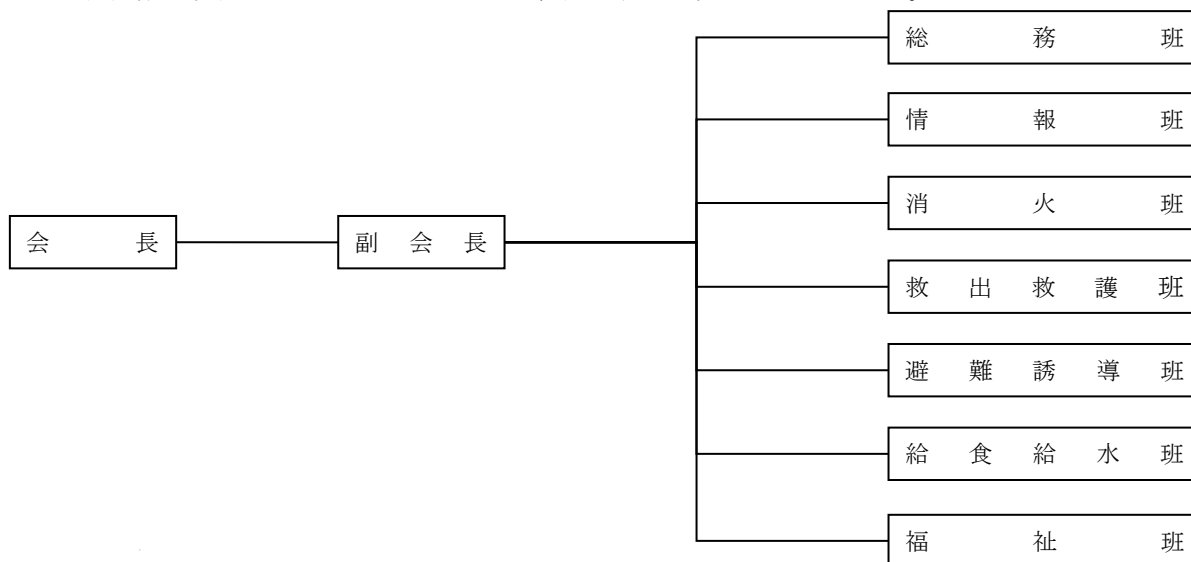 総務班
情報班
消火班
会長
副会長
救出救護班
避難誘導班
給食給水班
福祉班